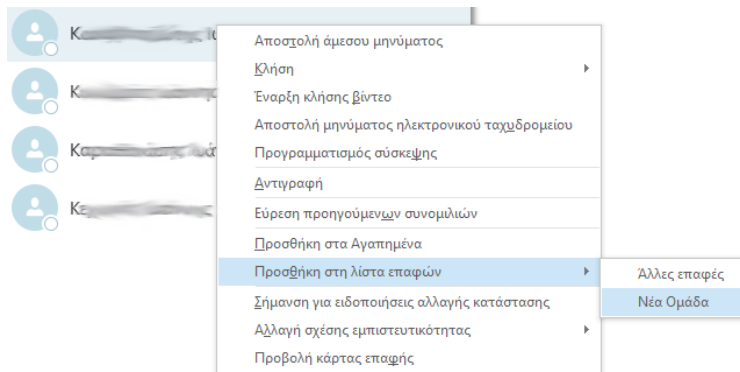 Αποστολή άμεσου μηνύματος
Κλήση
Έναρξη κλήσης βίντεο
Αποστολή μηνύματος ηλεκτρονικού ταχυδρομείου
Προγραμματισμός σύσκεψης
Αντιγραφή
Εύρεση προηγούμενων συνομιλιών
Προσθήκη στα Αγαπημένα
Προσθήκη στη λίστα επαφών
Άλλες επαφές
Νέα Ομάδα
Σήμανση για ειδοποιήσεις αλλαγής κατάστασης
Αλλαγή σχέσης εμπιστευτικότητας
Προβολή κάρτας επαφής